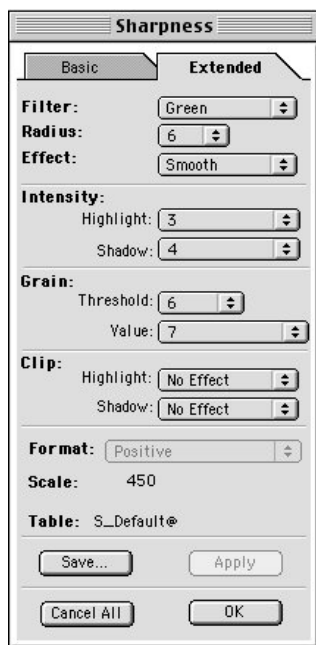 Sharpness
Basic Extended
Filter: Green
Radius: 6
Effect: Smooth
Intensity:
Highlight: 3
Shadow: 4
Grain:
Threshold: 6
Value: 7
Clip:
Highlight: No Effect
Shadow: No Effect
Format: Positive
Scale: 450
Table: S_Default@
Save... Apply
Cancel All OK